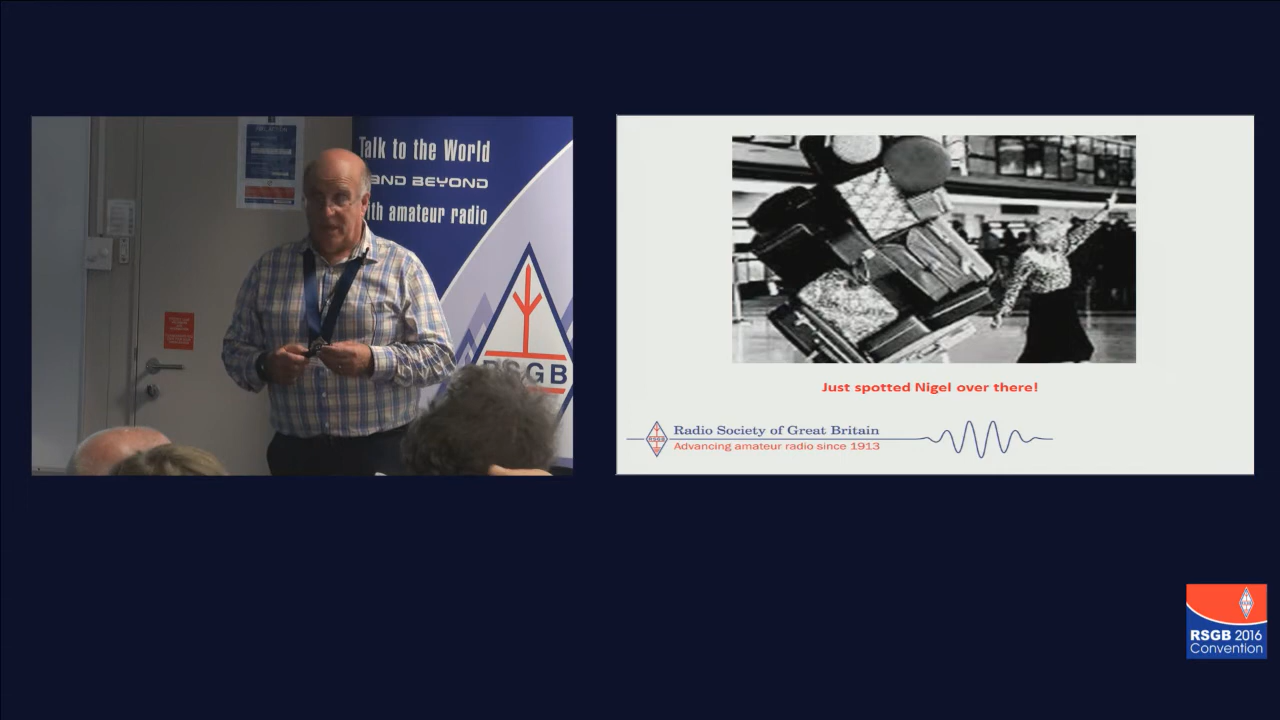 Talk to the World
AND BEYOND
with amateur radio
RSGB
Just spotted Nigel over there!
RSGB
Radio Society of Great Britain
Advancing amateur radio since 1913
RSGB 2016
Convention